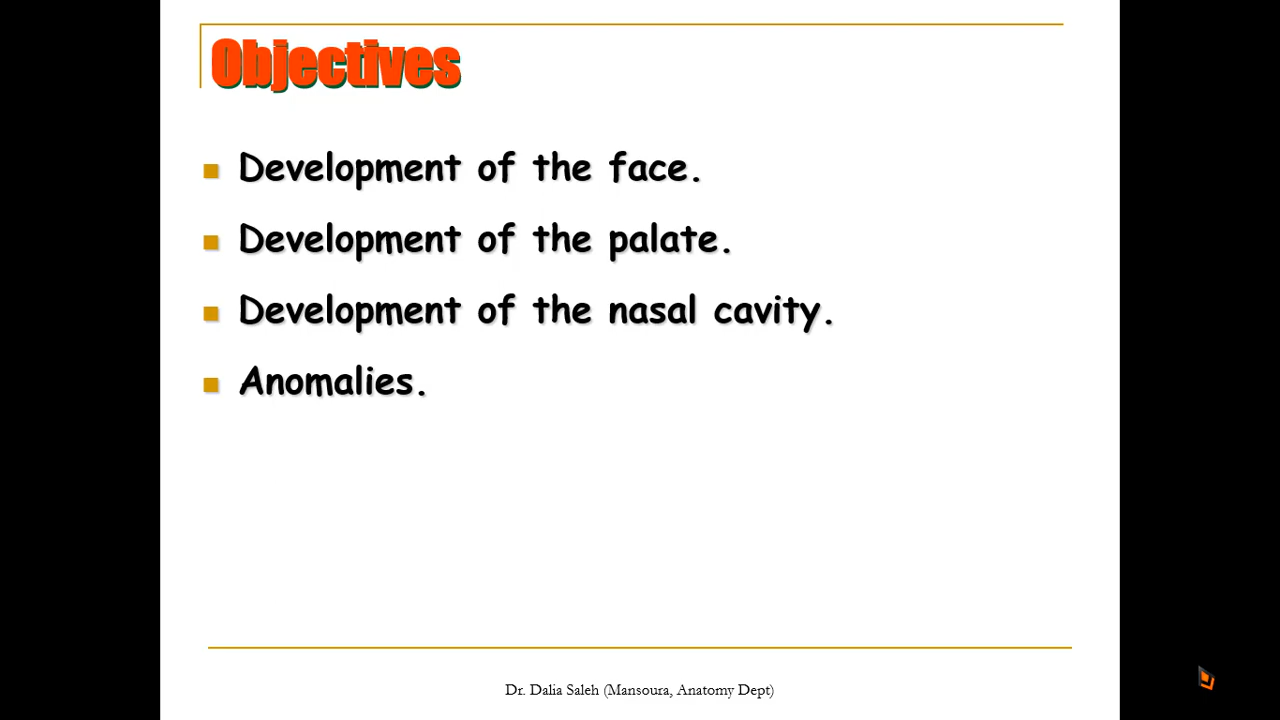 Objectives
Development of the face.
Development of the palate.
Development of the nasal cavity.
Anomalies.
Dr. Dalia Saleh (Mansoura, Anatomy Dept)